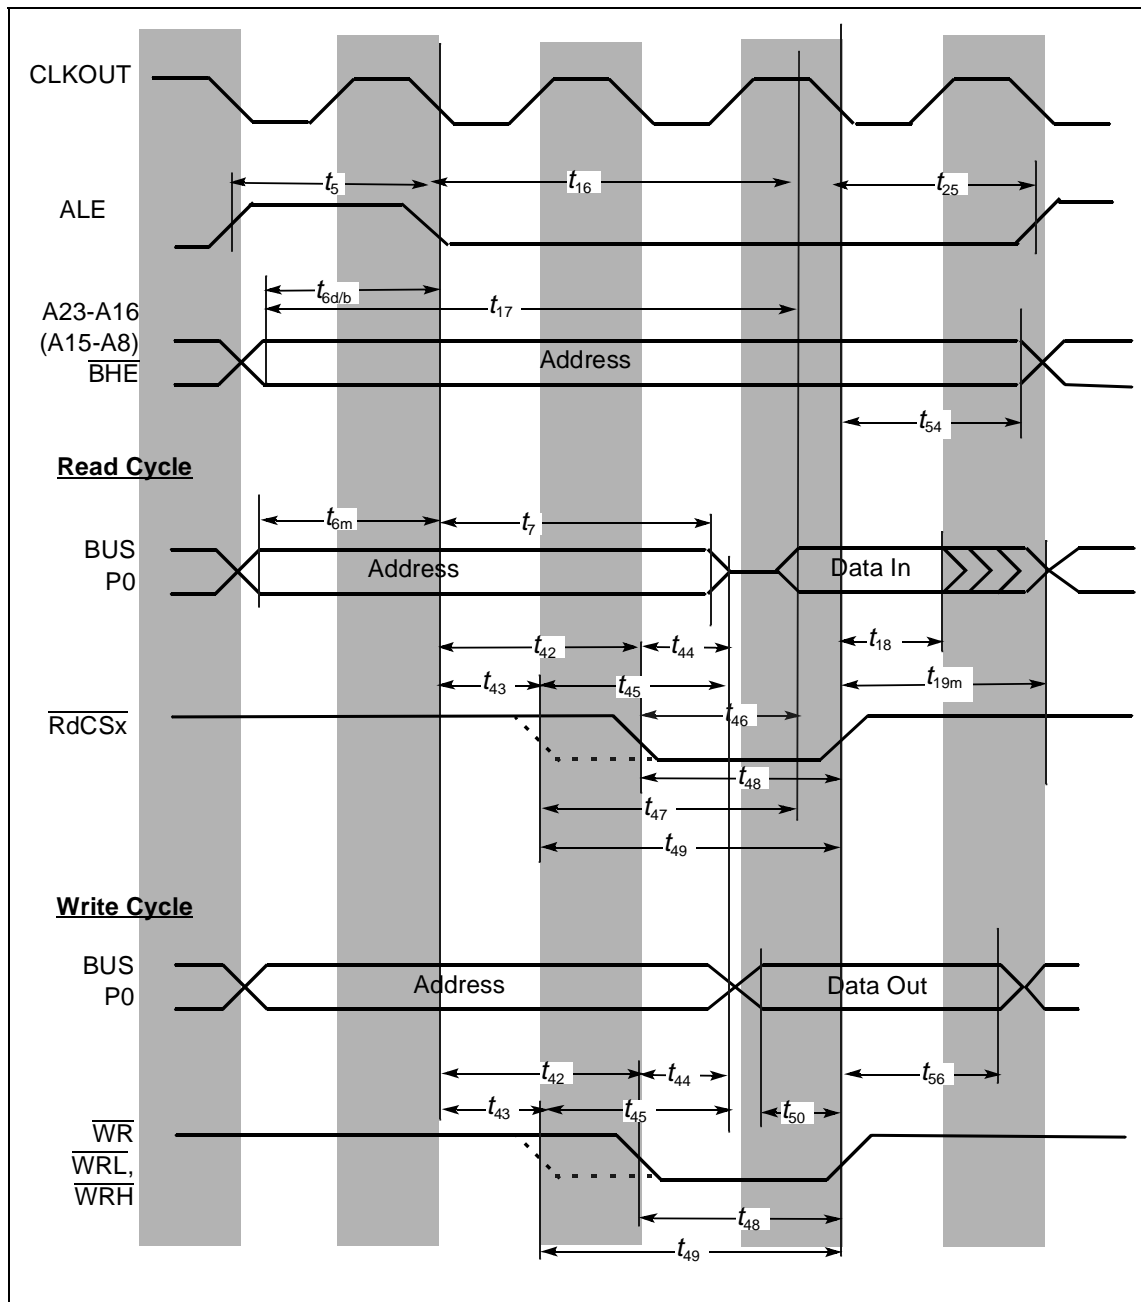 CLKOUT
t5 t16 t25
ALE
t6d/b
A23-A16 t17
(A15-A8) Address
BHE
t54
Read Cycle
t6m t7
BUS Address Data In
P0
t42 t44 t18
t43 t45 t19m
RdCSx t46
t48
t47
t49
Write Cycle
BUS Address Data Out
P0
t42 t44 t56
t43 t45 t50
WR
WRL,
WRH
t48
t49